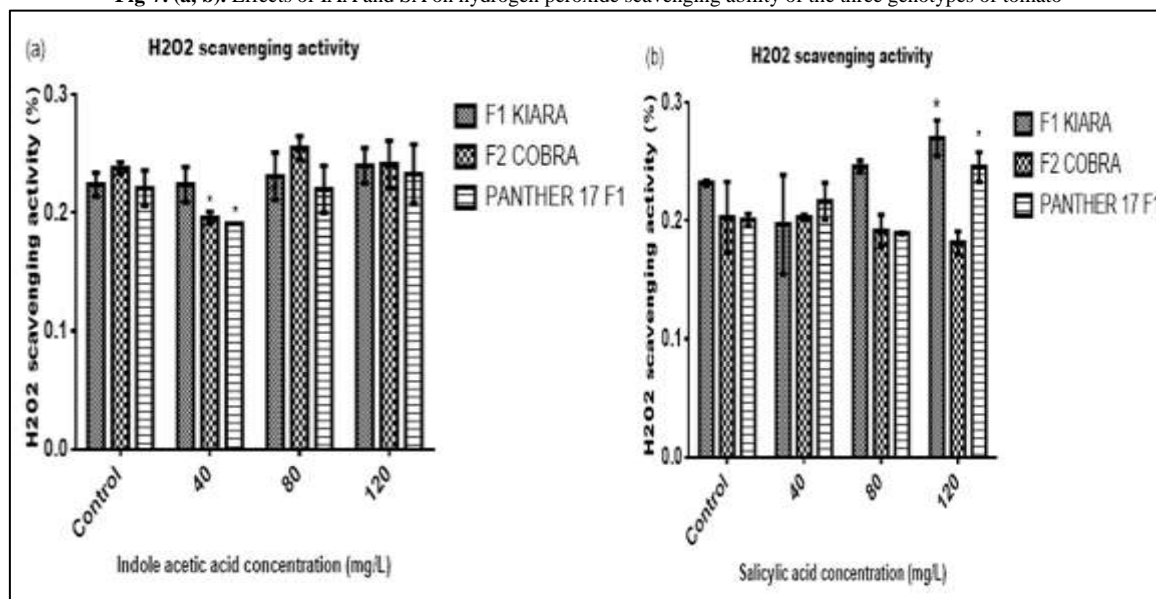 Fig 7. (a, b). Effects of IAA and SA on hydrogen peroxide scavenging ability of the three genotypes of tomato
(a)
H2O2 scavenging activity
H2O2 scavenging activity (%)
0.3
0.2
0.1
0.0
* *
F1 KIARA
F2 COBRA
PANTHER 17 F1
Control 40 80 120
Indole acetic acid concentration (mg/L)
(b)
H2O2 scavenging activity
H2O2 scavenging activity (%)
0.3
0.2
0.1
0.0
* *
F1 KIARA
F2 COBRA
PANTHER 17 F1
Control 40 80 120
Salicylic acid concentration (mg/L)